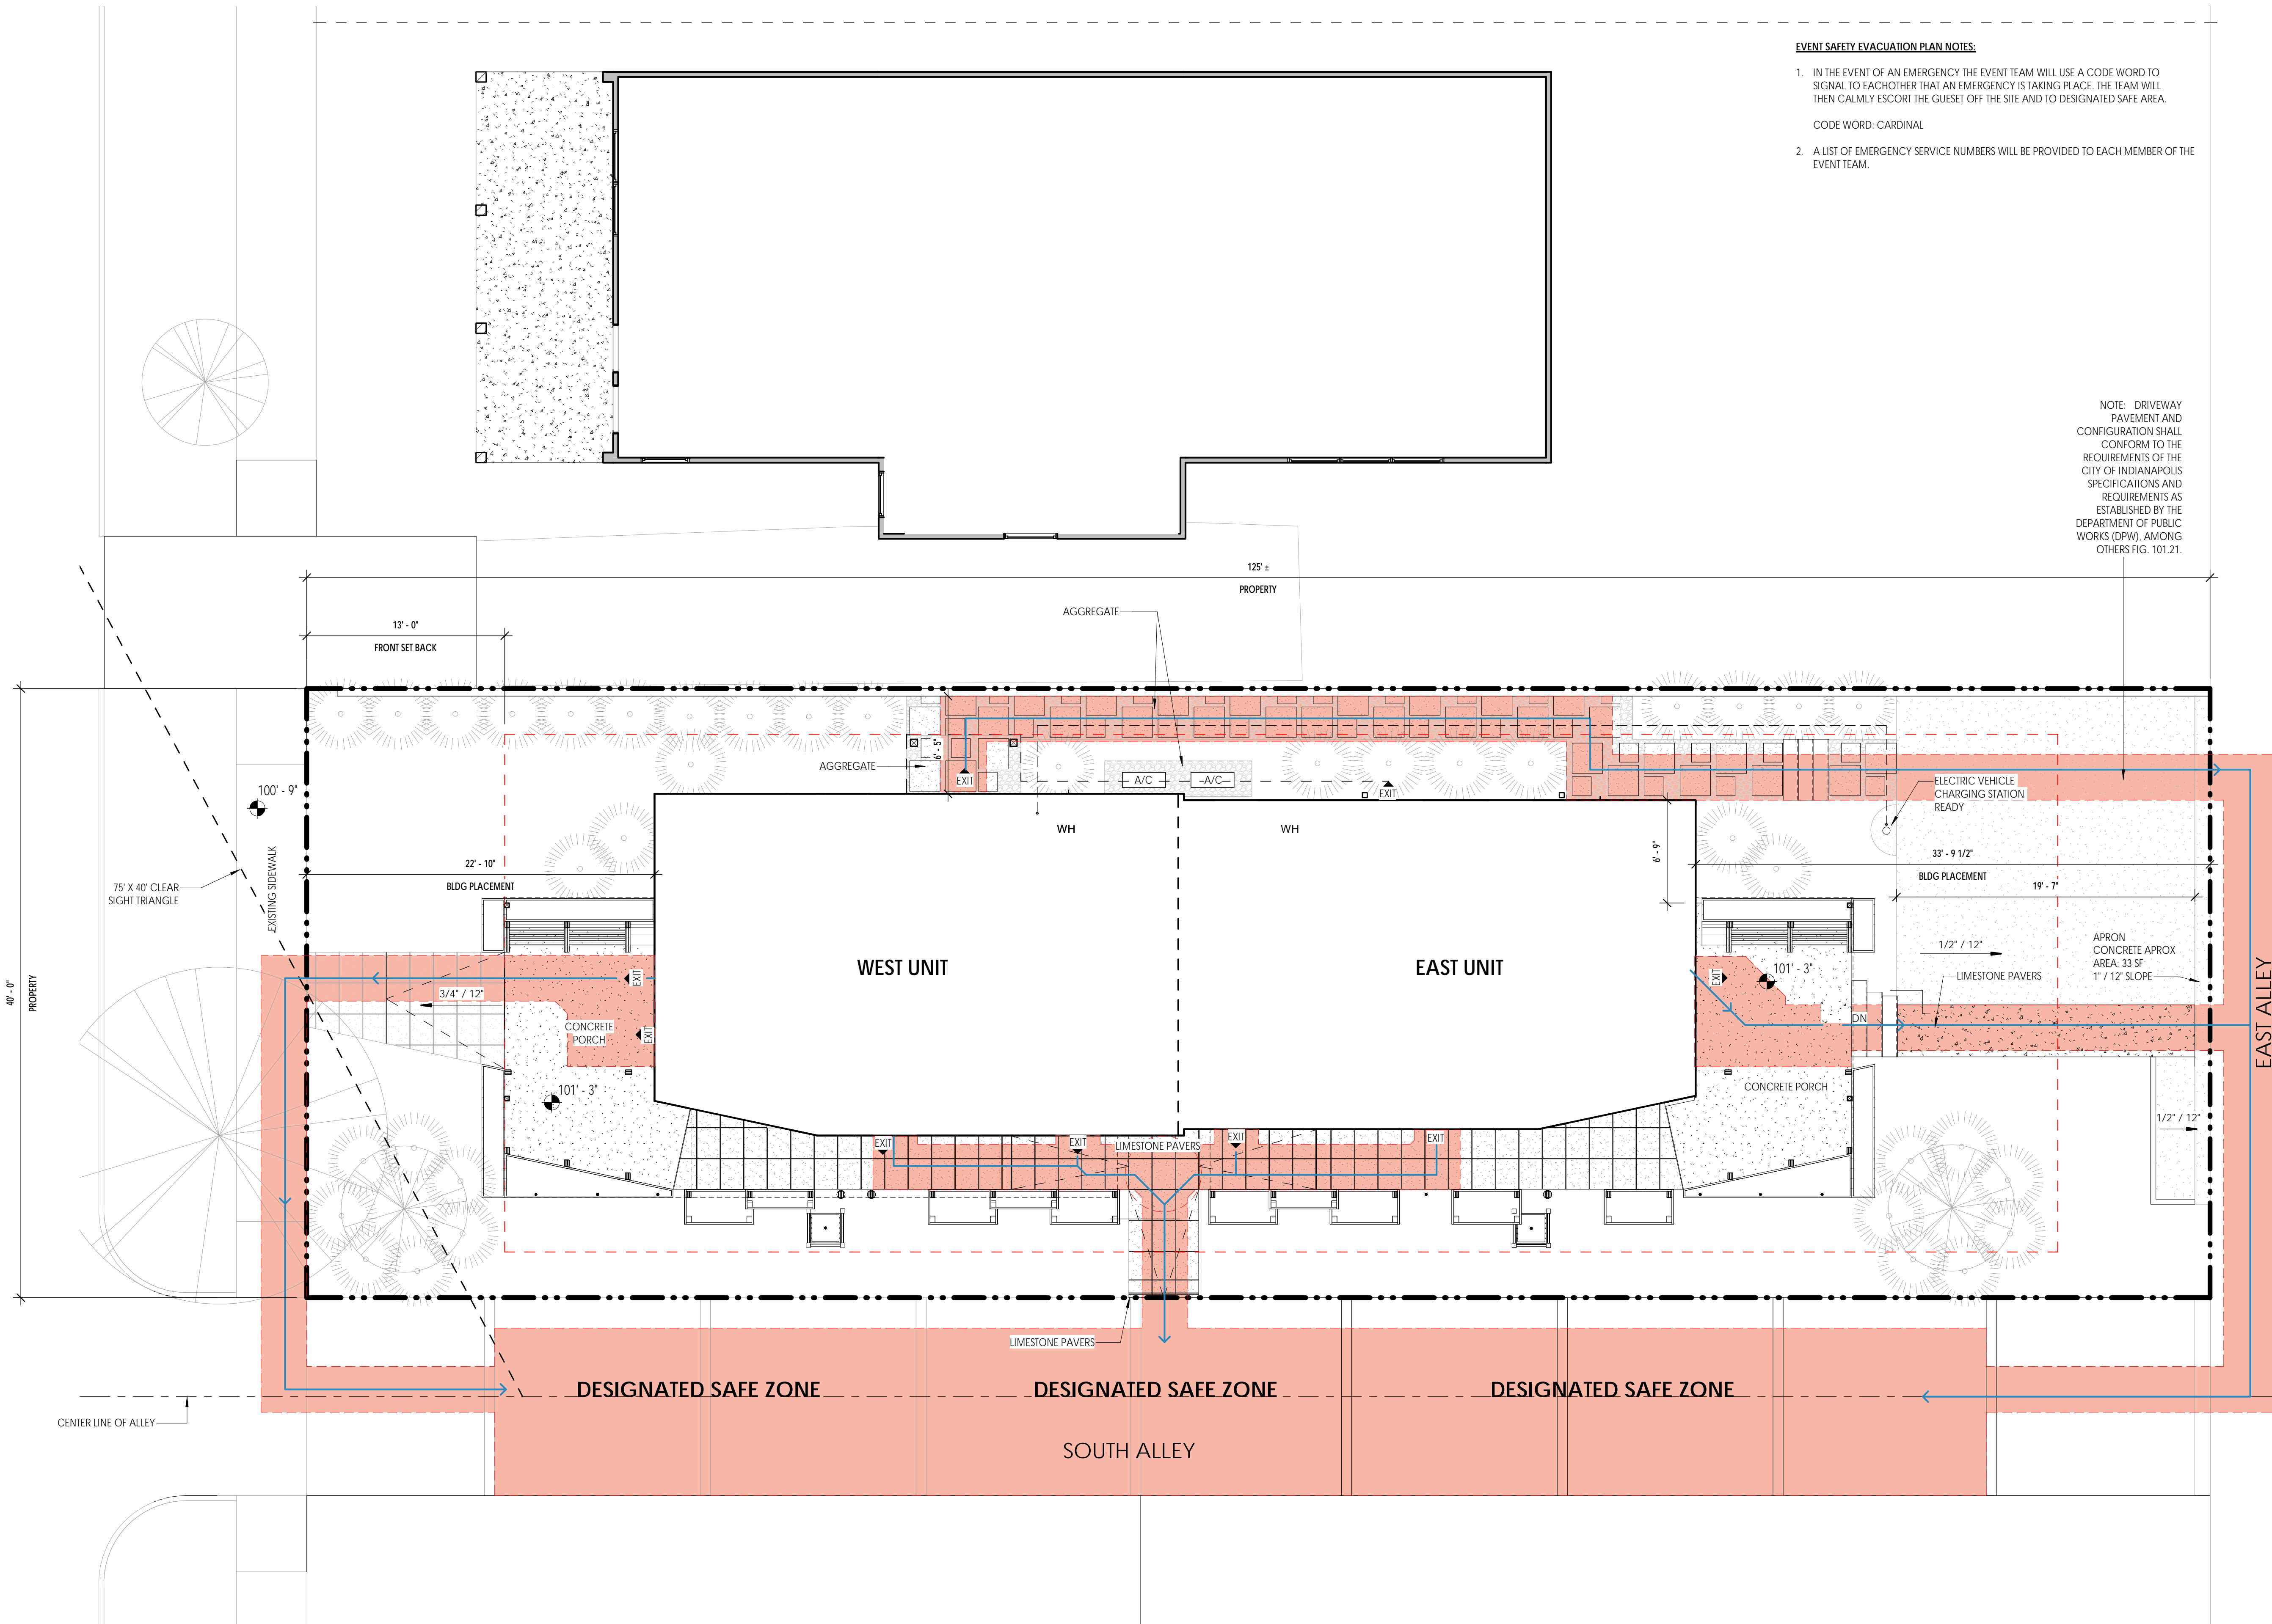 EVENT SAFETY EVACUATION PLAN NOTES:
1. IN THE EVENT OF AN EMERGENCY THE EVENT TEAM WILL USE A CODE WORD TO
SIGNAL TO EACHOTHER THAT AN EMERGENCY IS TAKING PLACE. THE TEAM WILL
THEN CALMLY ESCORT THE GUESET OFF THE SITE AND TO DESIGNATED SAFE AREA.
CODE WORD: CARDINAL
2. A LIST OF EMERGENCY SERVICE NUMBERS WILL BE PROVIDED TO EACH MEMBER OF THE
EVENT TEAM.
NOTE: DRIVEWAY
PAVEMENT AND
CONFIGURATION SHALL
CONFORM TO THE
REQUIREMENTS OF THE
CITY OF INDIANAPOLIS
SPECIFICATIONS AND
REQUIREMENTS AS
ESTABLISHED BY THE
DEPARTMENT OF PUBLIC
WORKS (DPW), AMONG
OTHERS FIG. 101.21.
125' ±
PROPERTY
AGGREGATE
13' - 0"
FRONT SET BACK
40' - 0"
PROPERTY
AGGREGATE
6' - 5"
EXIT
A/C
A/C
EXIT
ELECTRIC VEHICLE
CHARGING STATION
READY
100' - 9"
WH
WH
6' - 9"
33' - 9 1/2"
BLDG PLACEMENT
19' - 7"
22' - 10"
BLDG PLACEMENT
75' X 40' CLEAR
SIGHT TRIANGLE
EXISTING SIDEWALK
WEST UNIT
EAST UNIT
EXIT
EXIT
3/4" / 12"
CONCRETE
PORCH
101' - 3"
EXIT
101' - 3"
DN
CONCRETE PORCH
1/2" / 12"
LIMESTONE PAVERS
APRON
CONCRETE APROX
AREA: 33 SF
1" / 12" SLOPE
EAST ALLEY
1/2" / 12"
EXIT
EXIT
LIMESTONE PAVERS
EXIT
EXIT
LIMESTONE PAVERS
DESIGNATED SAFE ZONE
DESIGNATED SAFE ZONE
DESIGNATED SAFE ZONE
CENTER LINE OF ALLEY
SOUTH ALLEY